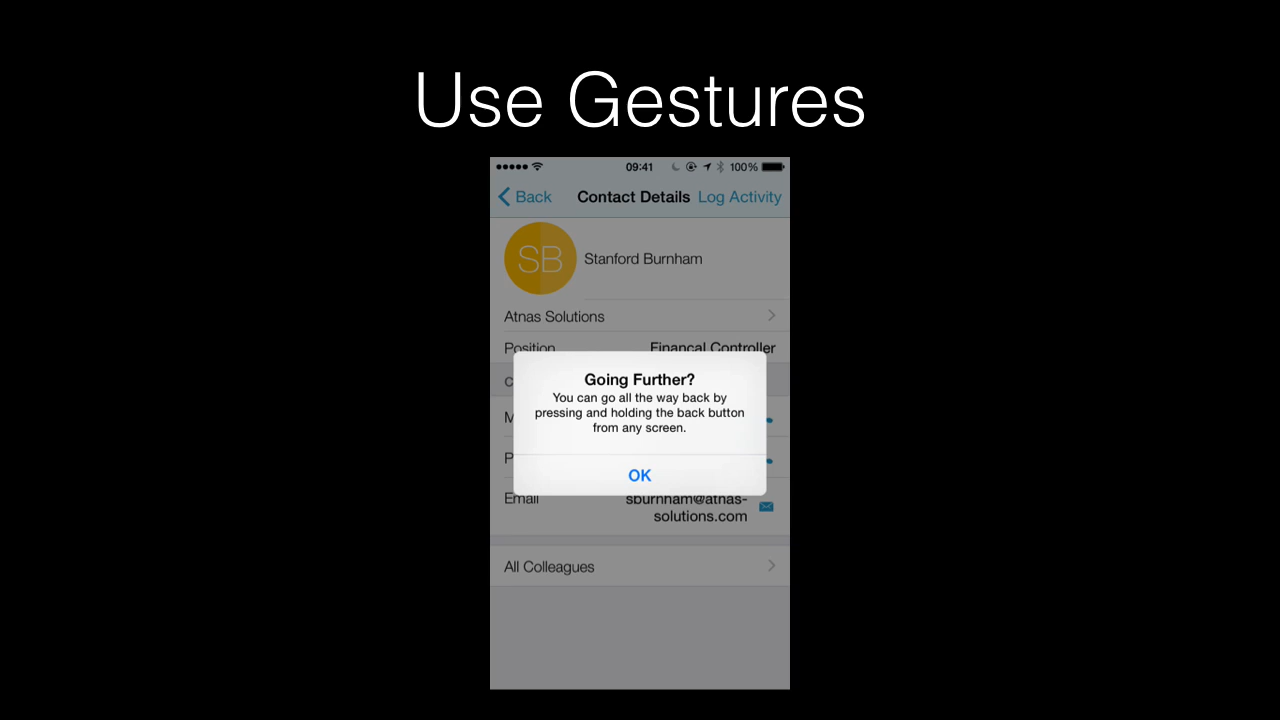 Use Gestures
09:41 100%
Back Contact Details Log Activity
SB Stanford Burnham
Atnas Solutions
Position Financal Controller
C
Going Further?
You can go all the way back by
pressing and holding the back button
from any screen.
M
P
OK
Email sburnham@atnas-
solutions.com
All Colleagues